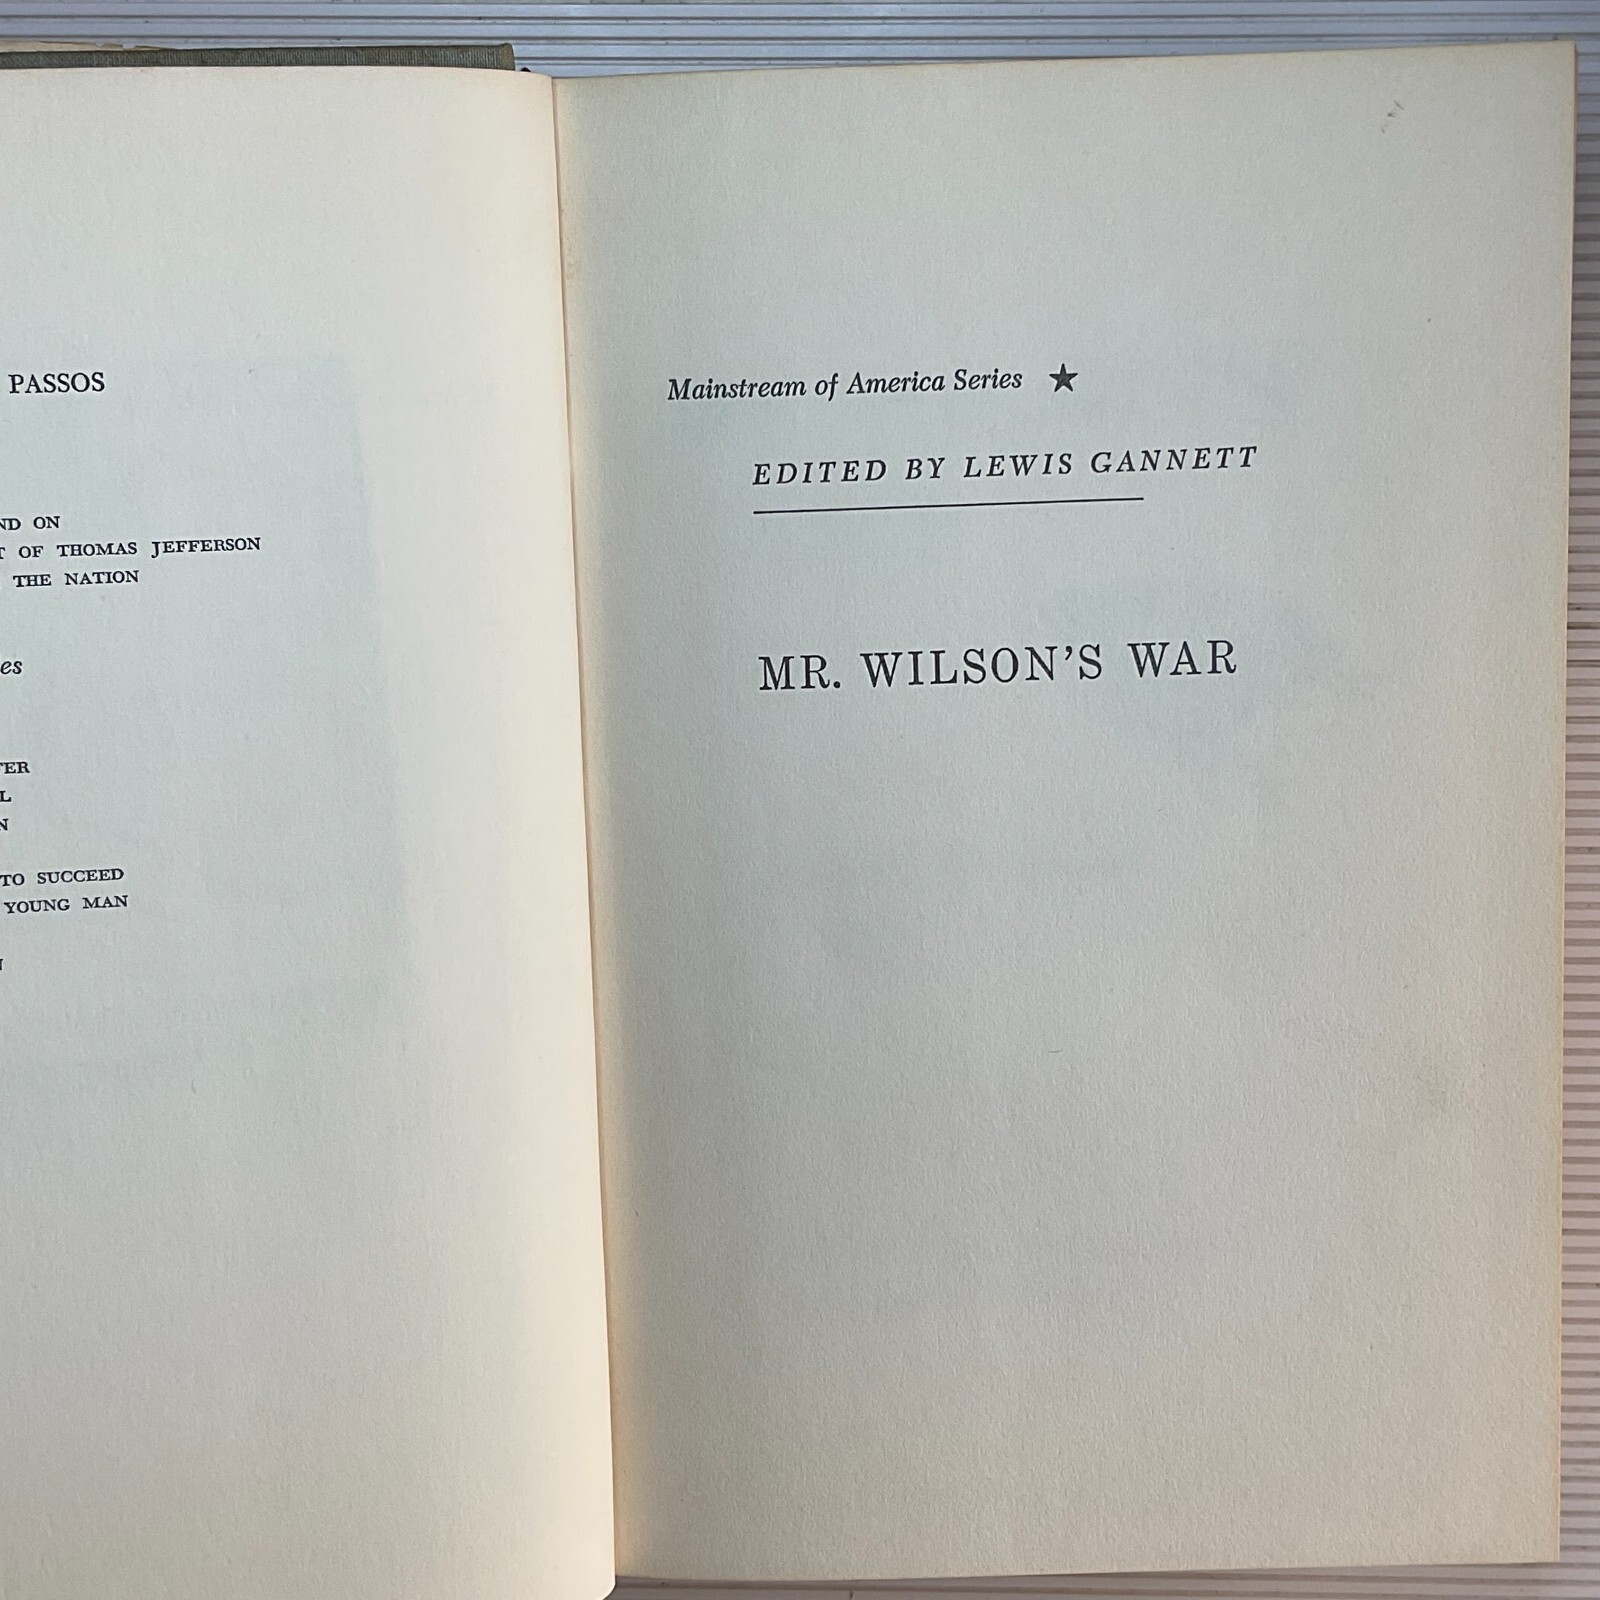 PASSOS
ND ON
T OF THOMAS JEFFERSON
THE NATION
es
TER
L
N
TO SUCCEED
YOUNG MAN
N
Mainstream of America Series ★
EDITED BY LEWIS GANNETT
MR. WILSON'S WAR